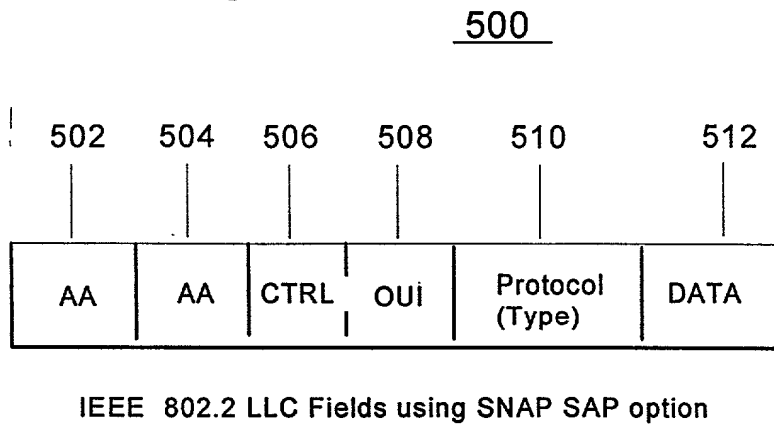 500
502 504 506 508 510 512
AA AA CTRL OUI Protocol (Type) DATA
IEEE 802.2 LLC Fields using SNAP SAP option